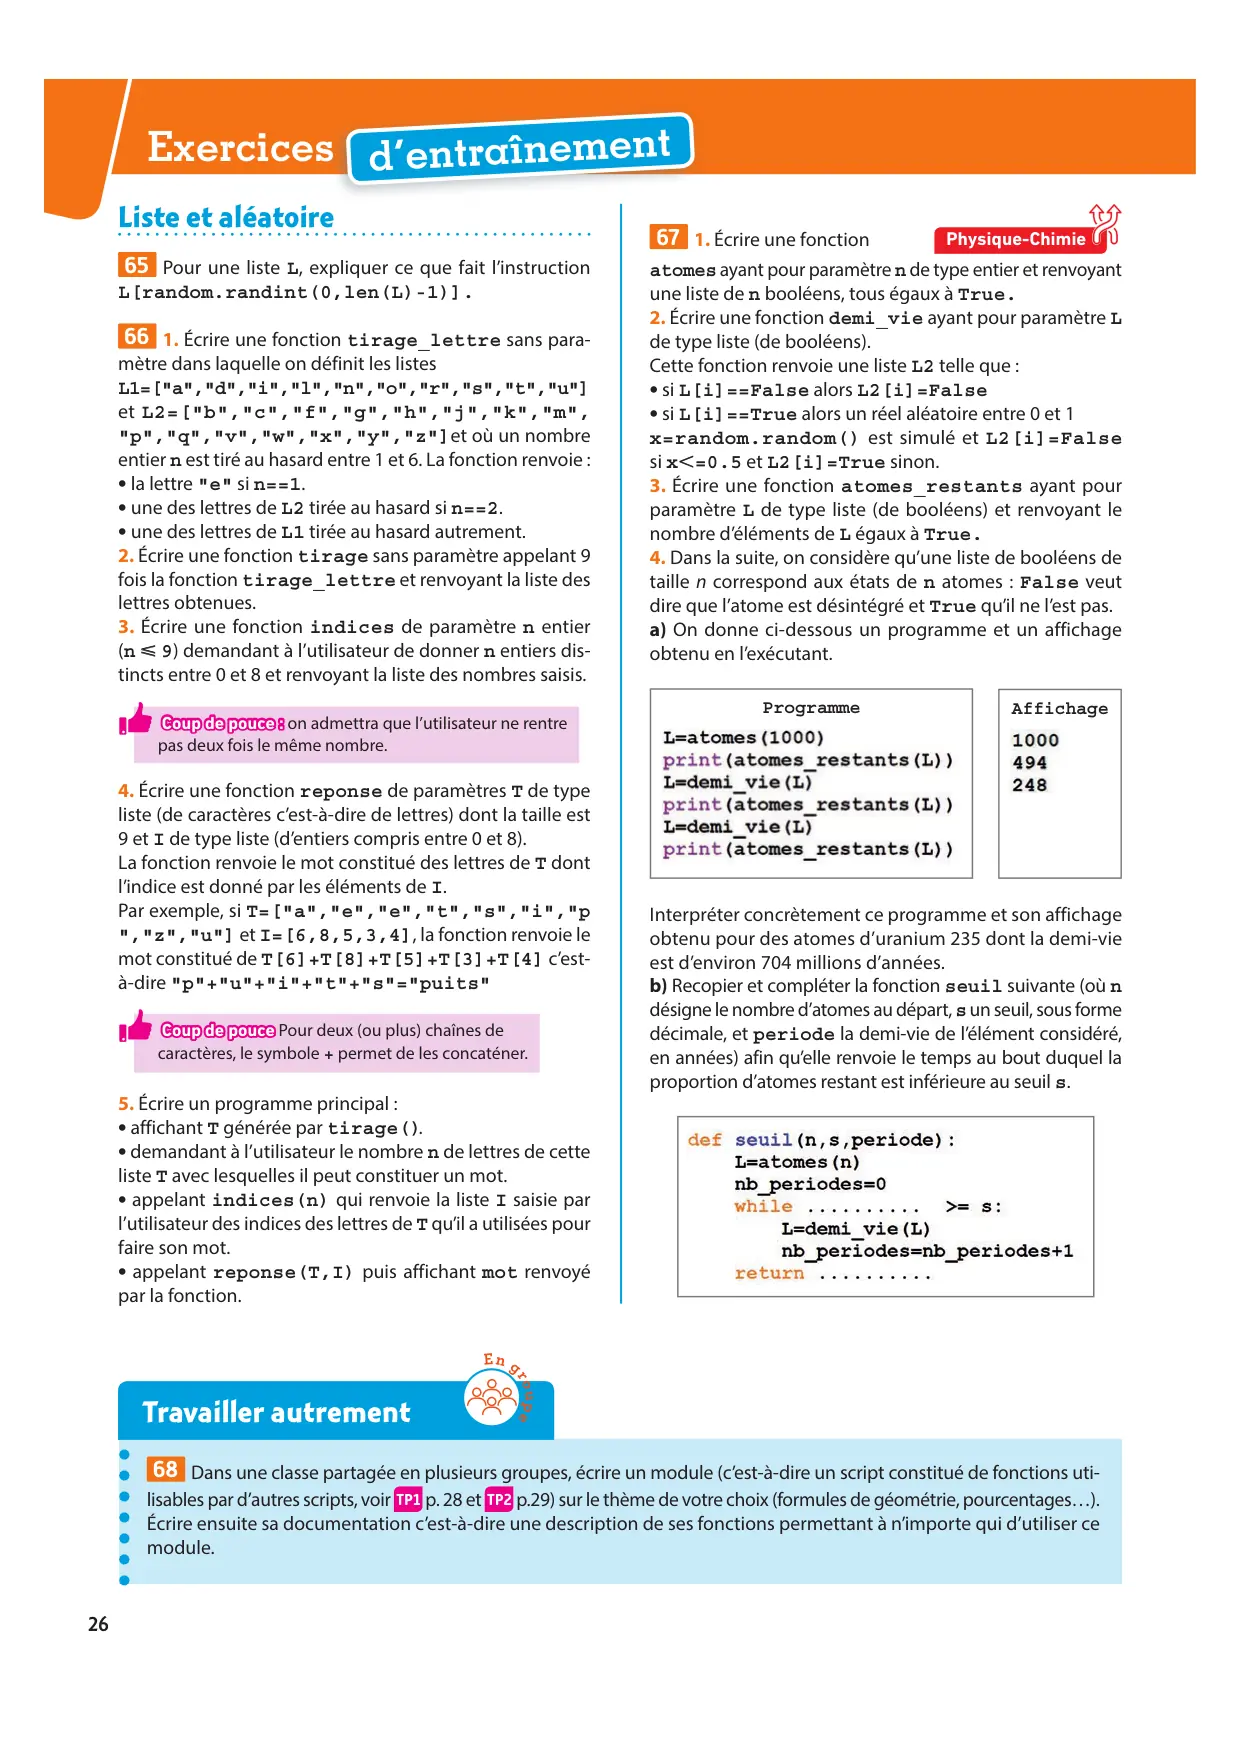 Exercices d'entraînement
Liste et aléatoire
65 Pour une liste L, expliquer ce que fait l'instruction
L[random.randint(0,len(L)-1)].
66 1. Écrire une fonction tirage_lettre sans para-
mètre dans laquelle on définit les listes
L1=["a","d","i","l","n","o","r","s","t","u"]
et L2=["b","c","f","g","h","j","k","m",
"p","q","v","w","x","y","z"] et où un nombre
entier n est tiré au hasard entre 1 et 6. La fonction renvoie :
• la lettre "e" si n==1.
• une des lettres de L2 tirée au hasard si n==2.
• une des lettres de L1 tirée au hasard autrement.
2. Écrire une fonction tirage sans paramètre appelant 9
fois la fonction tirage_lettre et renvoyant la liste des
lettres obtenues.
3. Écrire une fonction indices de paramètre n entier
(n ⩽ 9) demandant à l'utilisateur de donner n entiers dis-
tincts entre 0 et 8 et renvoyant la liste des nombres saisis.
Coup de pouce : on admettra que l'utilisateur ne rentre
pas deux fois le même nombre.
4. Écrire une fonction reponse de paramètres T de type
liste (de caractères c'est-à-dire de lettres) dont la taille est
9 et I de type liste (d'entiers compris entre 0 et 8).
La fonction renvoie le mot constitué des lettres de T dont
l'indice est donné par les éléments de I.
Par exemple, si T=["a","e","e","t","s","i","p
","z","u"] et I=[6,8,5,3,4], la fonction renvoie le
mot constitué de T[6]+T[8]+T[5]+T[3]+T[4] c'est-
à-dire "p"+"u"+"i"+"t"+"s"="puits"
Coup de pouce Pour deux (ou plus) chaînes de
caractères, le symbole + permet de les concaténer.
5. Écrire un programme principal :
• affichant T générée par tirage().
• demandant à l'utilisateur le nombre n de lettres de cette
liste T avec lesquelles il peut constituer un mot.
• appelant indices(n) qui renvoie la liste I saisie par
l'utilisateur des indices des lettres de T qu'il a utilisées pour
faire son mot.
• appelant reponse(T,I) puis affichant mot renvoyé
par la fonction.
67 1. Écrire une fonction Physique-Chimie
atomes ayant pour paramètre n de type entier et renvoyant
une liste de n booléens, tous égaux à True.
2. Écrire une fonction demi_vie ayant pour paramètre L
de type liste (de booléens).
Cette fonction renvoie une liste L2 telle que :
• si L[i]==False alors L2[i]=False
• si L[i]==True alors un réel aléatoire entre 0 et 1
x=random.random() est simulé et L2[i]=False
si x<=0.5 et L2[i]=True sinon.
3. Écrire une fonction atomes_restants ayant pour
paramètre L de type liste (de booléens) et renvoyant le
nombre d'éléments de L égaux à True.
4. Dans la suite, on considère qu'une liste de booléens de
taille n correspond aux états de n atomes : False veut
dire que l'atome est désintégré et True qu'il ne l'est pas.
a) On donne ci-dessous un programme et un affichage
obtenu en l'exécutant.
Programme
L=atomes(1000)
print(atomes_restants(L))
L=demi_vie(L)
print(atomes_restants(L))
L=demi_vie(L)
print(atomes_restants(L))
Affichage
1000
494
248
Interpréter concrètement ce programme et son affichage
obtenu pour des atomes d'uranium 235 dont la demi-vie
est d'environ 704 millions d'années.
b) Recopier et compléter la fonction seuil suivante (où n
désigne le nombre d'atomes au départ, s un seuil, sous forme
décimale, et periode la demi-vie de l'élément considéré,
en années) afin qu'elle renvoie le temps au bout duquel la
proportion d'atomes restant est inférieure au seuil s.
def seuil(n,s,periode):
L=atomes(n)
nb_periodes=0
while .......... >= s:
L=demi_vie(L)
nb_periodes=nb_periodes+1
return ..........
En groupe
Travailler autrement
68 Dans une classe partagée en plusieurs groupes, écrire un module (c'est-à-dire un script constitué de fonctions uti-
lisables par d'autres scripts, voir TP1 p. 28 et TP2 p.29) sur le thème de votre choix (formules de géométrie, pourcentages…).
Écrire ensuite sa documentation c'est-à-dire une description de ses fonctions permettant à n'importe qui d'utiliser ce
module.
26